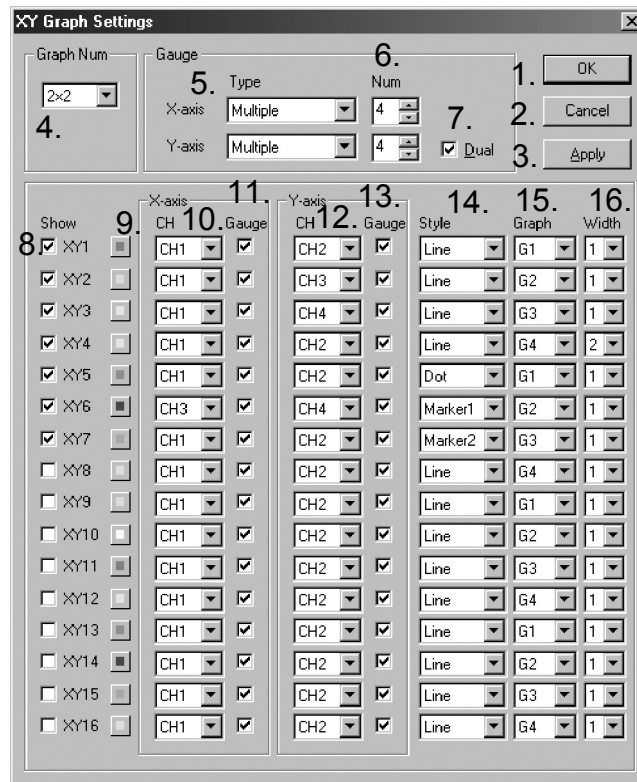 XY Graph Settings
Graph Num
2×2
4.
Gauge
5. Type
6. Num
X-axis Multiple 4
Y-axis Multiple 4
7. Dual
1. OK
2. Cancel
3. Apply
Show
X-axis
Y-axis
8. 9. CH 10. 11. Gauge CH 12. 13. Gauge 14. Style 15. Graph 16. Width
XY1 CH1 CH2 Line G1 1
XY2 CH1 CH3 Line G2 1
XY3 CH1 CH4 Line G3 1
XY4 CH1 CH2 Line G4 2
XY5 CH1 CH2 Dot G1 1
XY6 CH3 CH4 Marker1 G2 1
XY7 CH1 CH2 Marker2 G3 1
XY8 CH1 CH2 Line G4 1
XY9 CH1 CH2 Line G1 1
XY10 CH1 CH2 Line G2 1
XY11 CH1 CH2 Line G3 1
XY12 CH1 CH2 Line G4 1
XY13 CH1 CH2 Line G1 1
XY14 CH1 CH2 Line G2 1
XY15 CH1 CH2 Line G3 1
XY16 CH1 CH2 Line G4 1